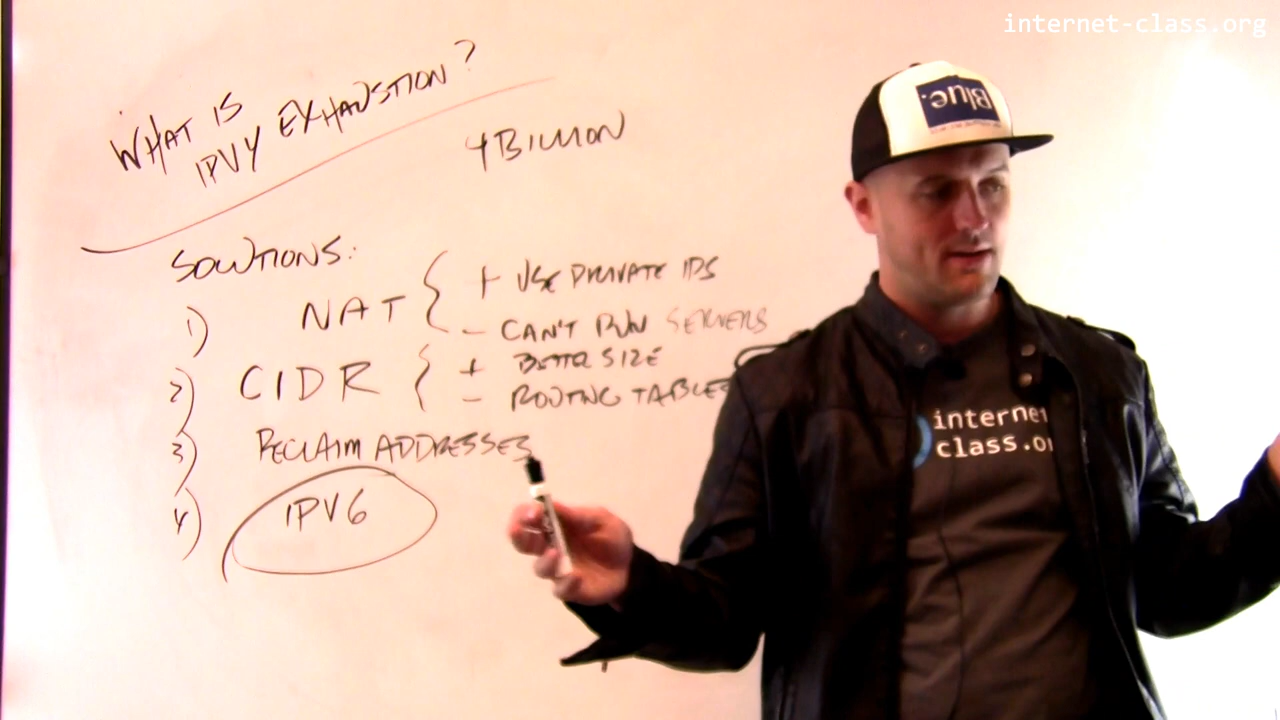 internet-class.org
WHAT IS
IPV4 EXHAUSTION?
4 BILLION
SOLUTIONS:
1) NAT { + USE PRIVATE IPS
- CAN'T RUN SERVERS
2) CIDR { + BETTER SIZE
- ROUTING TABLES
3) RECLAIM ADDRESSES
4) IPV6
Blue.
internet
class.or